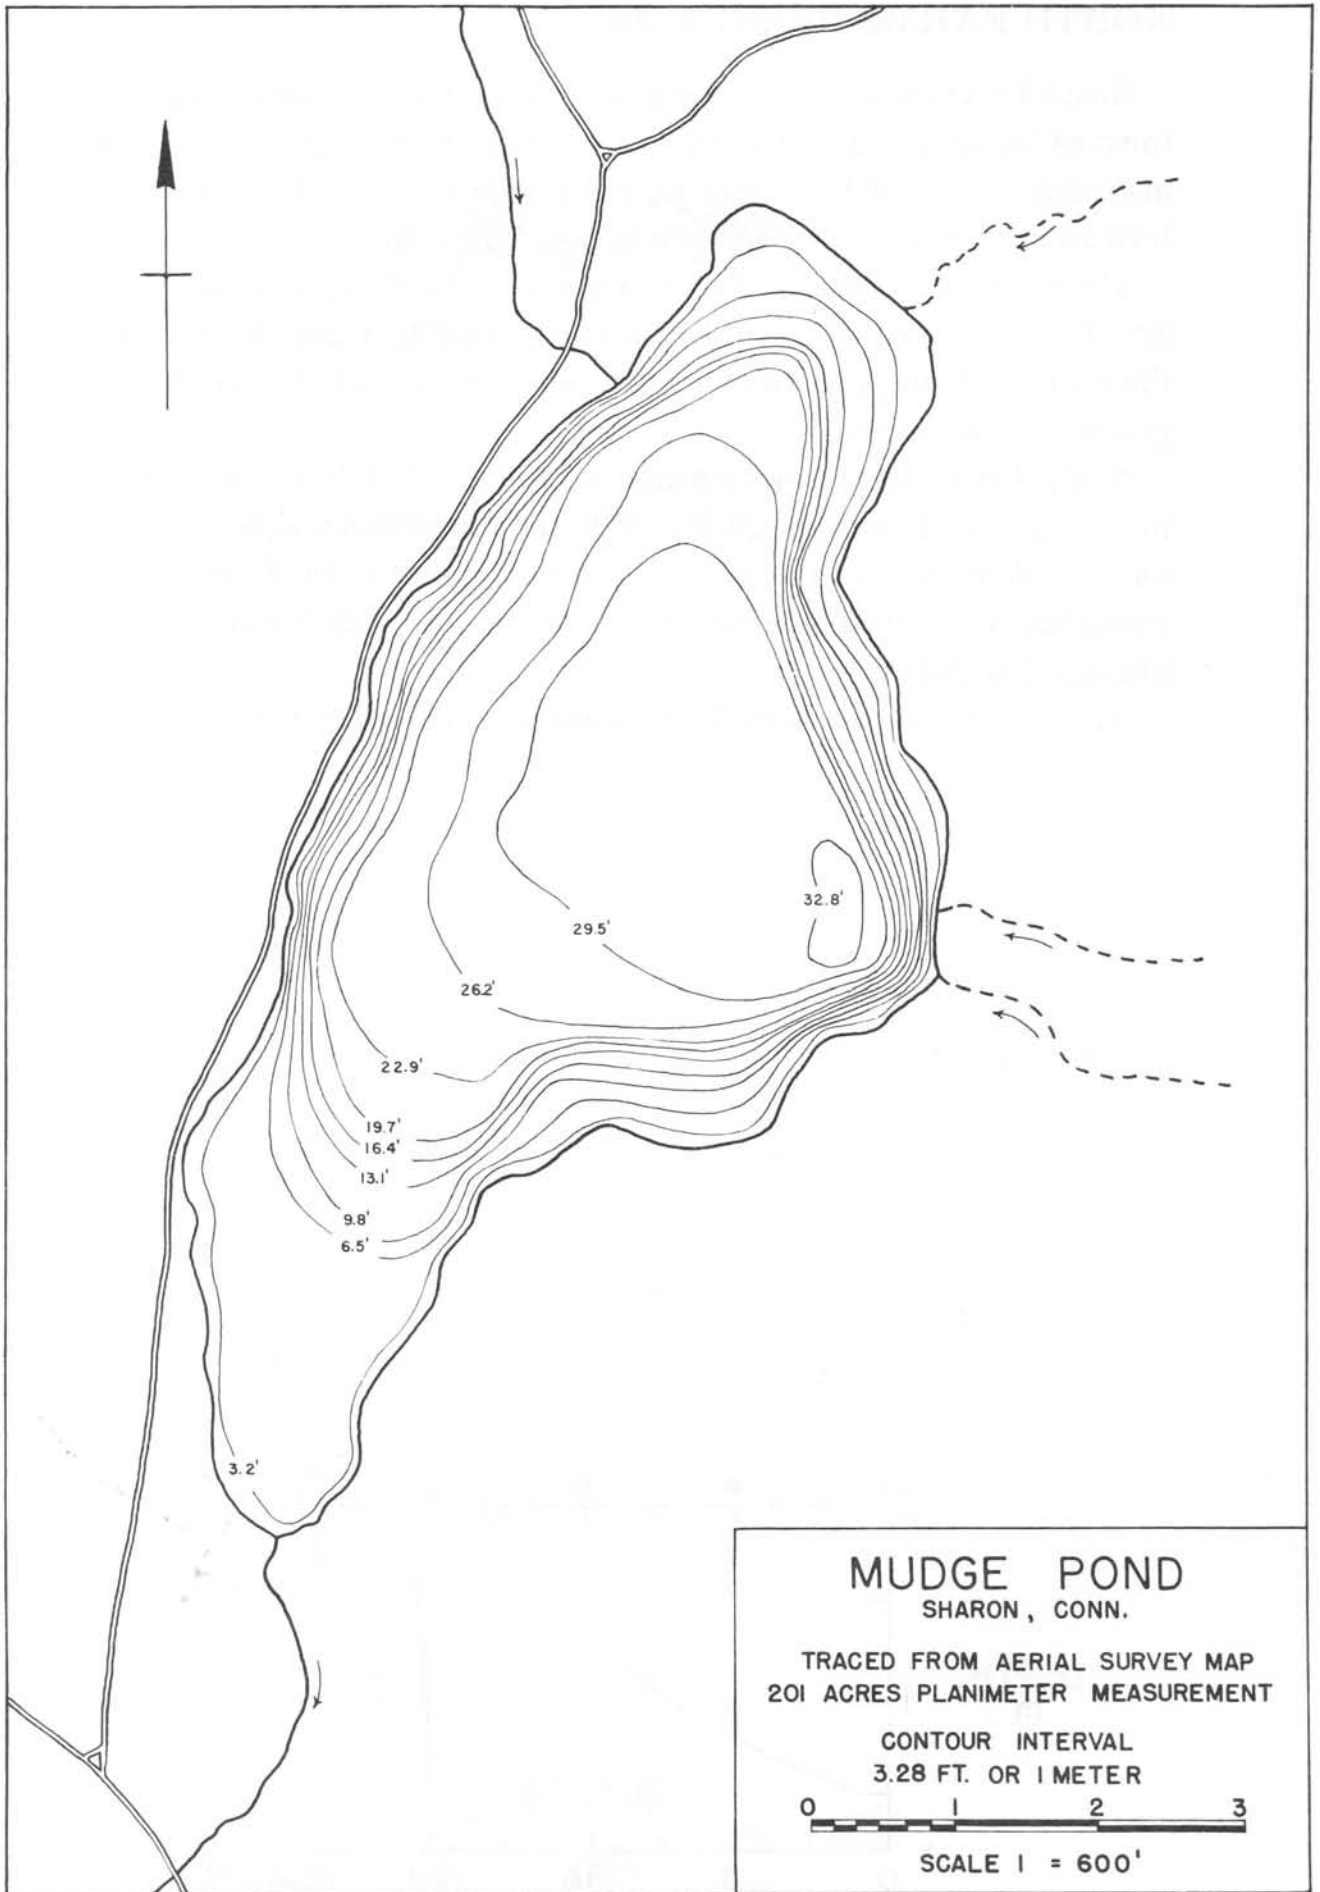 32.8'
29.5'
26.2'
22.9'
19.7'
16.4'
13.1'
9.8'
6.5'
3.2'
MUDGE POND
SHARON, CONN.
TRACED FROM AERIAL SURVEY MAP
201 ACRES PLANIMETER MEASUREMENT
CONTOUR INTERVAL
3.28 FT. OR 1 METER
0 1 2 3
SCALE 1 = 600'